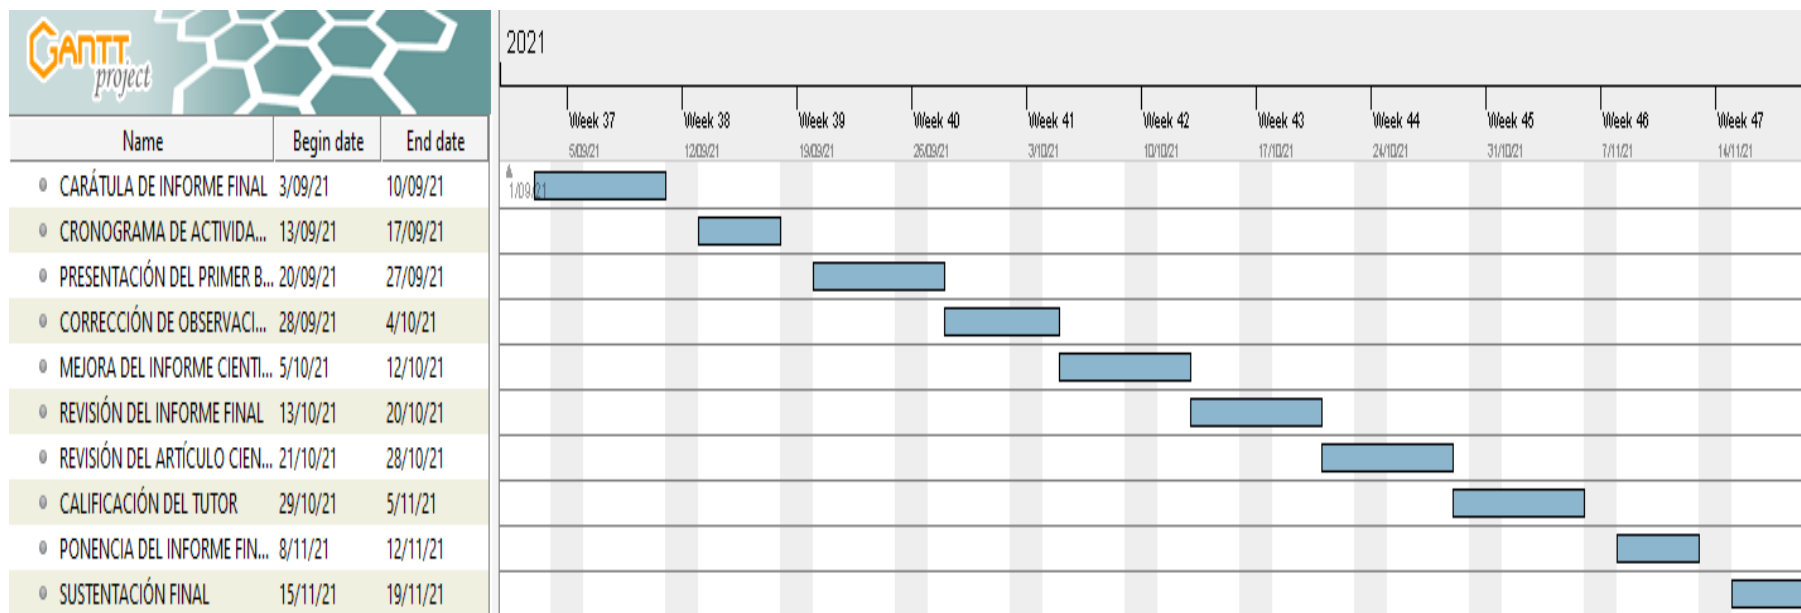 GANTT
project
2021
Week 37 Week 38 Week 39 Week 40 Week 41 Week 42 Week 43 Week 44 Week 45 Week 46 Week 47
5/09/21 12/09/21 19/09/21 26/09/21 3/10/21 10/10/21 17/10/21 24/10/21 31/10/21 7/11/21 14/11/21
Name Begin date End date
CARÁTULA DE INFORME FINAL 3/09/21 10/09/21 1/09/21
CRONOGRAMA DE ACTIVIDA... 13/09/21 17/09/21
PRESENTACIÓN DEL PRIMER B... 20/09/21 27/09/21
CORRECCIÓN DE OBSERVACI... 28/09/21 4/10/21
MEJORA DEL INFORME CIENTI... 5/10/21 12/10/21
REVISIÓN DEL INFORME FINAL 13/10/21 20/10/21
REVISIÓN DEL ARTÍCULO CIEN... 21/10/21 28/10/21
CALIFICACIÓN DEL TUTOR 29/10/21 5/11/21
PONENCIA DEL INFORME FIN... 8/11/21 12/11/21
SUSTENTACIÓN FINAL 15/11/21 19/11/21